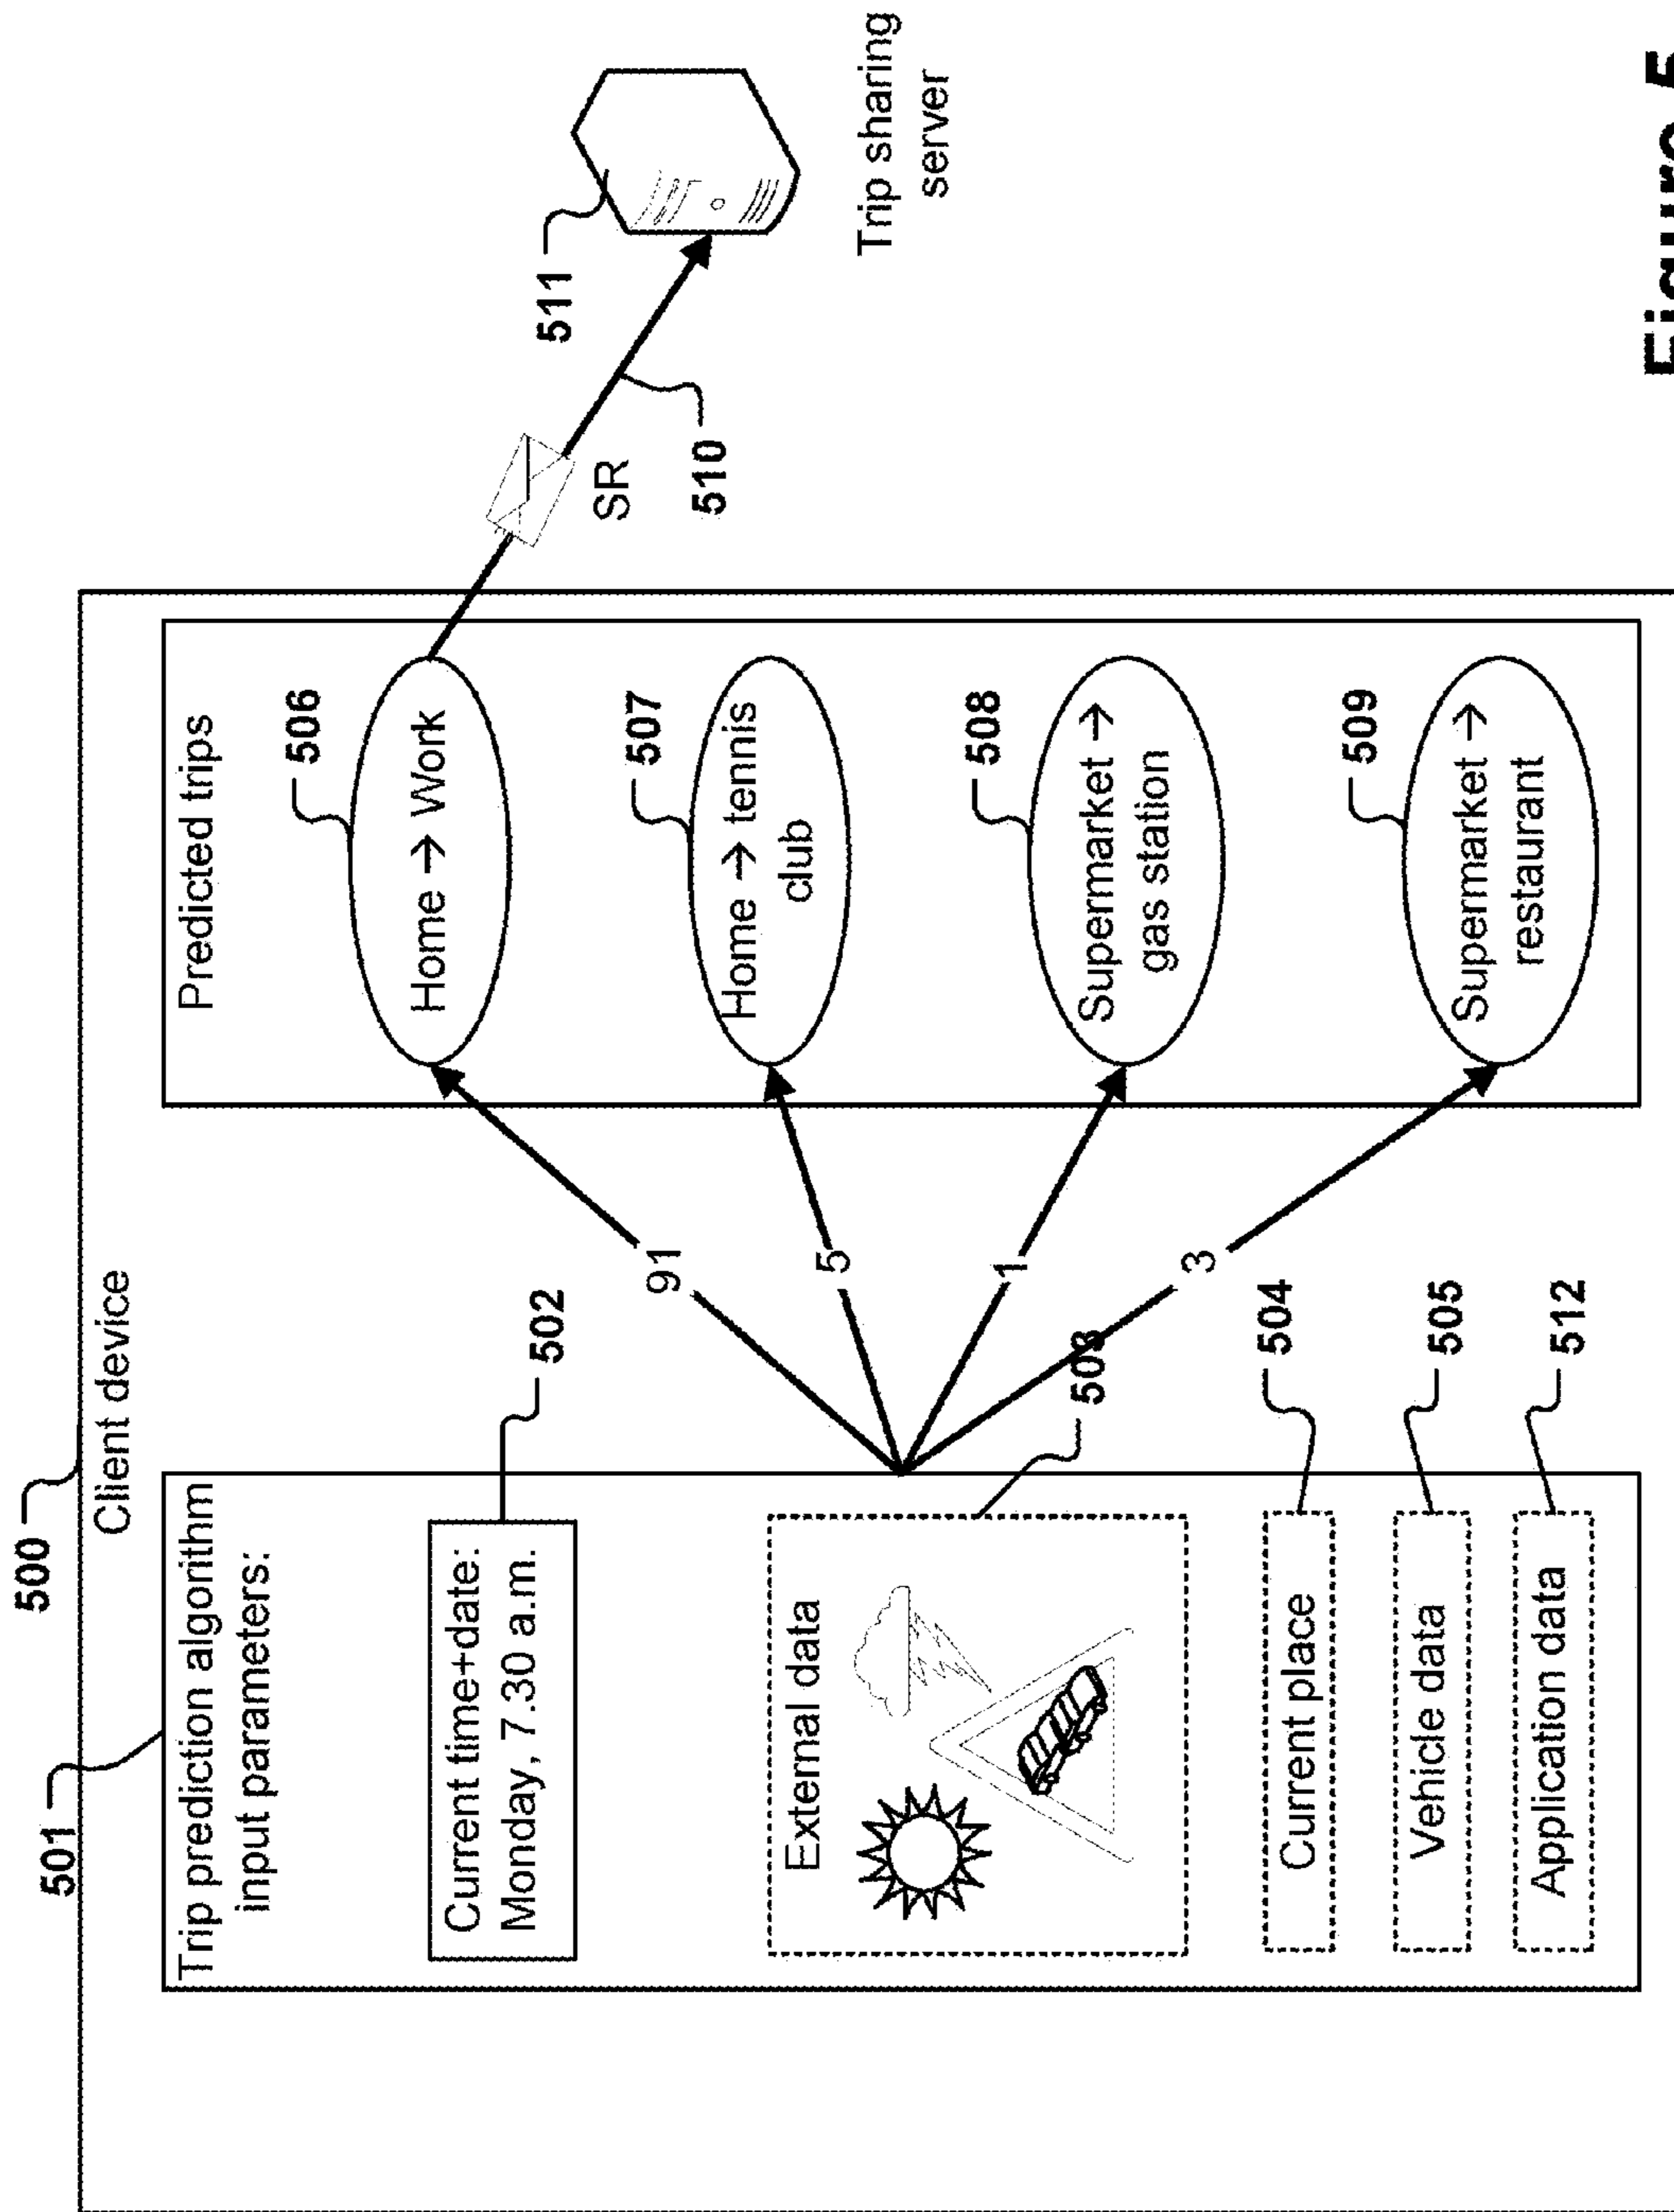 500
Client device
501
Trip prediction algorithm
input parameters:
Current time+date:
Monday, 7.30 a.m.
502
External data
503
Current place
504
Vehicle data
505
Application data
512
91
5
1
3
Predicted trips
Home → Work
506
Home → tennis
club
507
Supermarket →
gas station
508
Supermarket →
restaurant
509
SR
510
511
Trip sharing
server
Figure 5